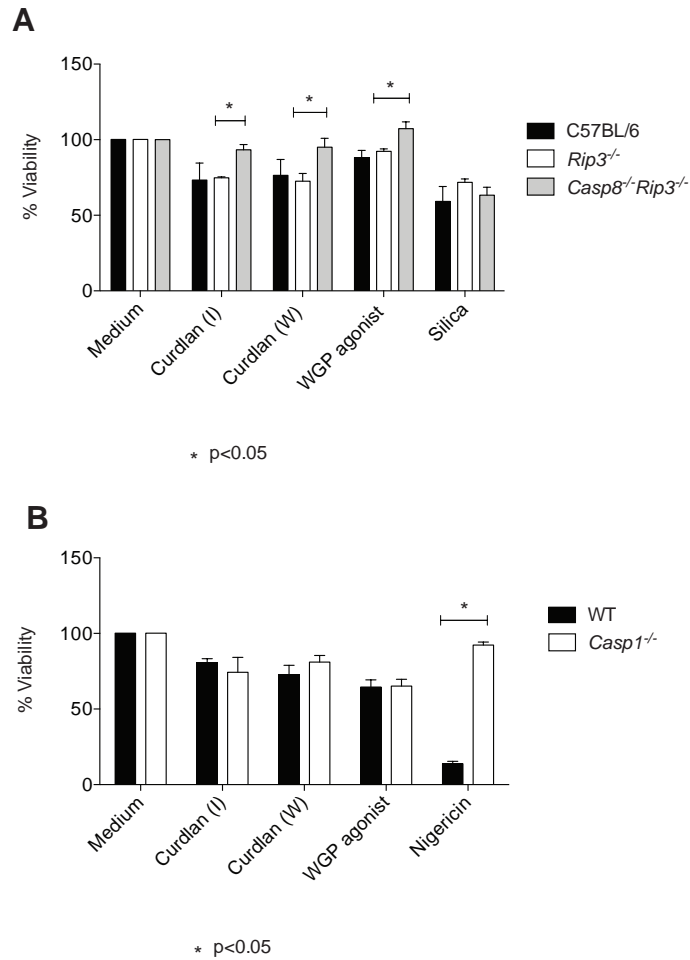 A
150
100
50
0
% Viability
*
*
*
C57BL/6
Rip3-/-
Casp8-/-Rip3-/-
Medium
Curdlan (I)
Curdlan (W)
WGP agonist
Silica
* p<0.05
B
150
100
50
0
% Viability
*
WT
Casp1-/-
Medium
Curdlan (I)
Curdlan (W)
WGP agonist
Nigericin
* p<0.05